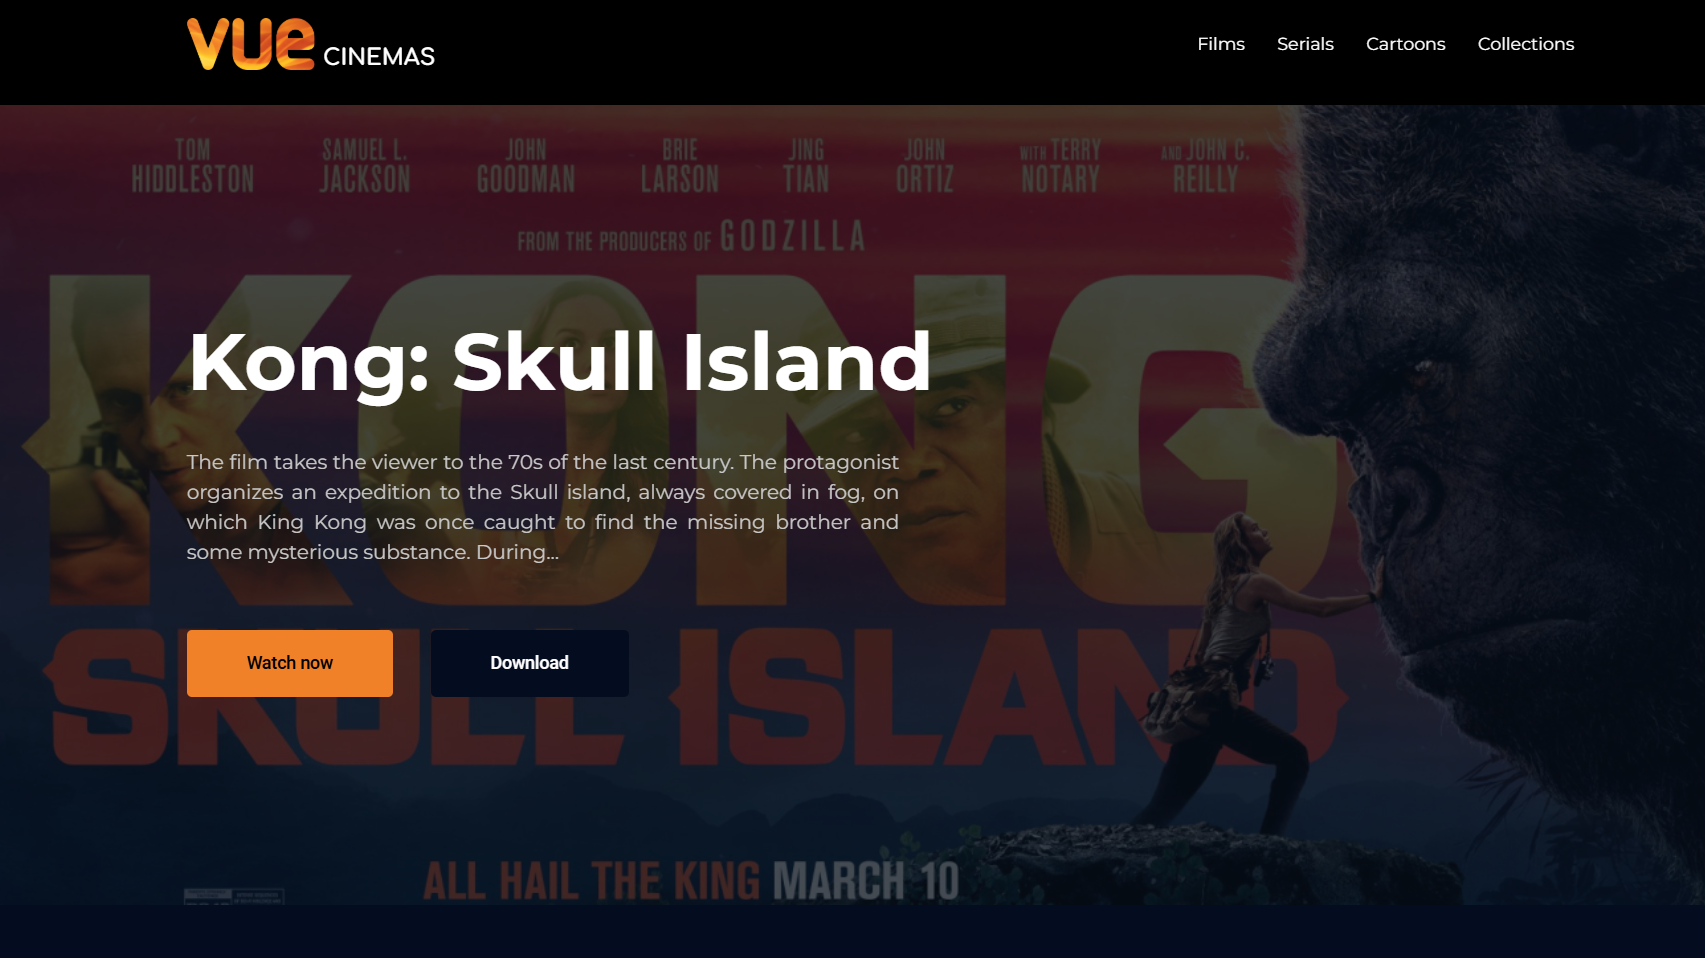 vue CINEMAS
Films Serials Cartoons Collections
TOM HIDDLESTON
SAMUEL L. JACKSON
JOHN GOODMAN
BRIE LARSON
JING TIAN
JOHN ORTIZ
WITH TERRY NOTARY
AND JOHN C. REILLY
FROM THE PRODUCERS OF GODZILLA
KONG
Kong: Skull Island
The film takes the viewer to the 70s of the last century. The protagonist
organizes an expedition to the Skull island, always covered in fog, on
which King Kong was once caught to find the missing brother and
some mysterious substance. During...
Watch now Download
SKULL ISLAND
ALL HAIL THE KING MARCH 10